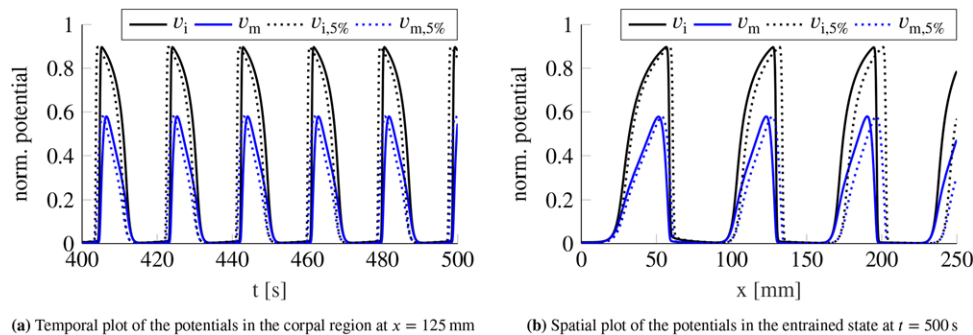 v_i v_m v_i,5% v_m,5%
1
0.8
0.6
0.4
0.2
0
norm. potential
400 420 440 460 480 500
t [s]
(a) Temporal plot of the potentials in the corpal region at x = 125 mm
v_i v_m v_i,5% v_m,5%
1
0.8
0.6
0.4
0.2
0
norm. potential
0 50 100 150 200 250
x [mm]
(b) Spatial plot of the potentials in the entrained state at t = 500 s